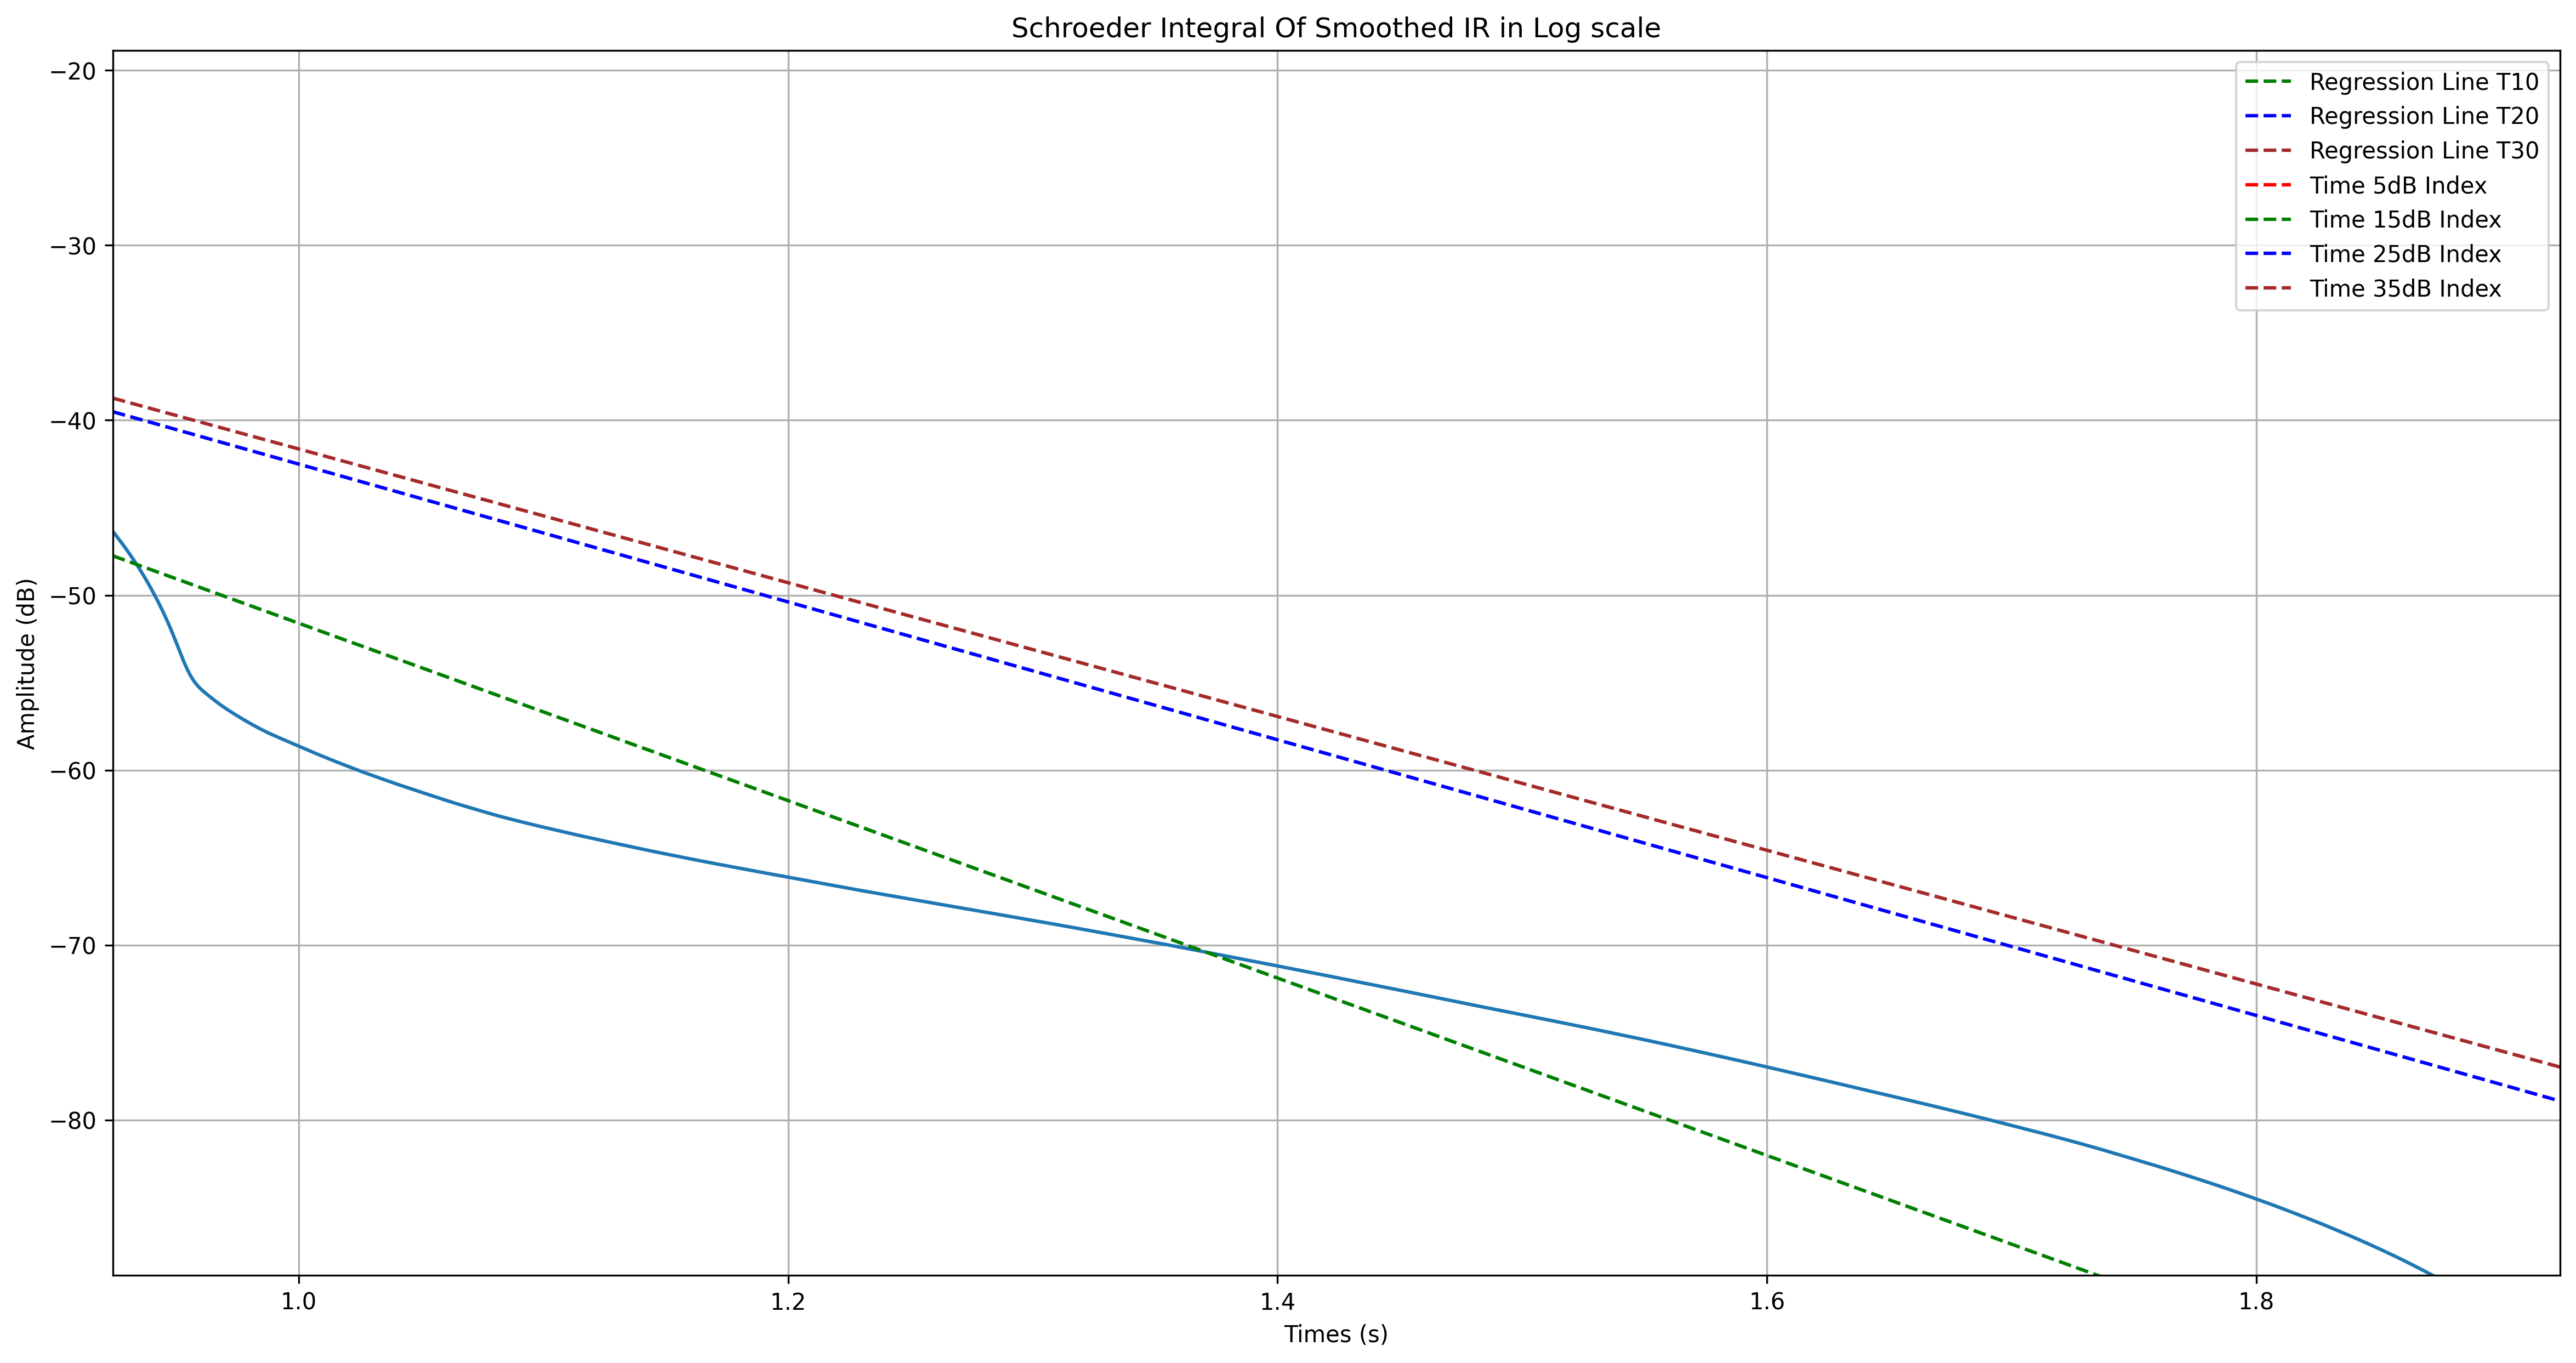 Schroeder Integral Of Smoothed IR in Log scale
Regression Line T10
Regression Line T20
Regression Line T30
Time 5dB Index
Time 15dB Index
Time 25dB Index
Time 35dB Index
Amplitude (dB)
−20
−30
−40
−50
−60
−70
−80
1.0
1.2
1.4
1.6
1.8
Times (s)